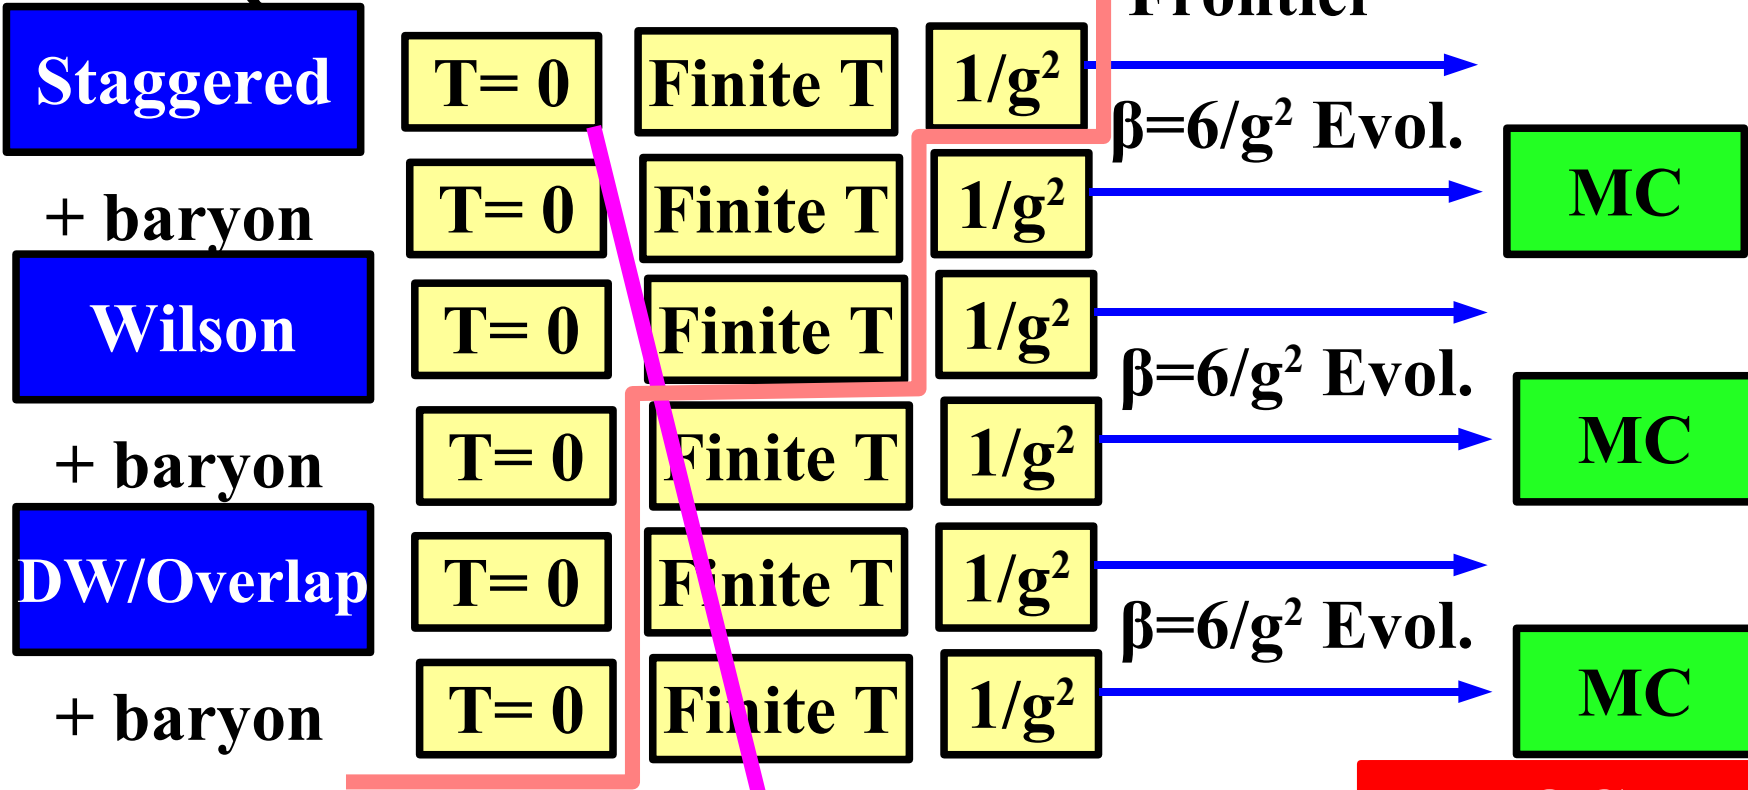 Frontier
Staggered T= 0 Finite T 1/g²
β=6/g² Evol.
+ baryon T= 0 Finite T 1/g² MC
Wilson T= 0 Finite T 1/g²
β=6/g² Evol.
+ baryon T= 0 Finite T 1/g² MC
DW/Overlap T= 0 Finite T 1/g²
β=6/g² Evol.
+ baryon T= 0 Finite T 1/g² MC